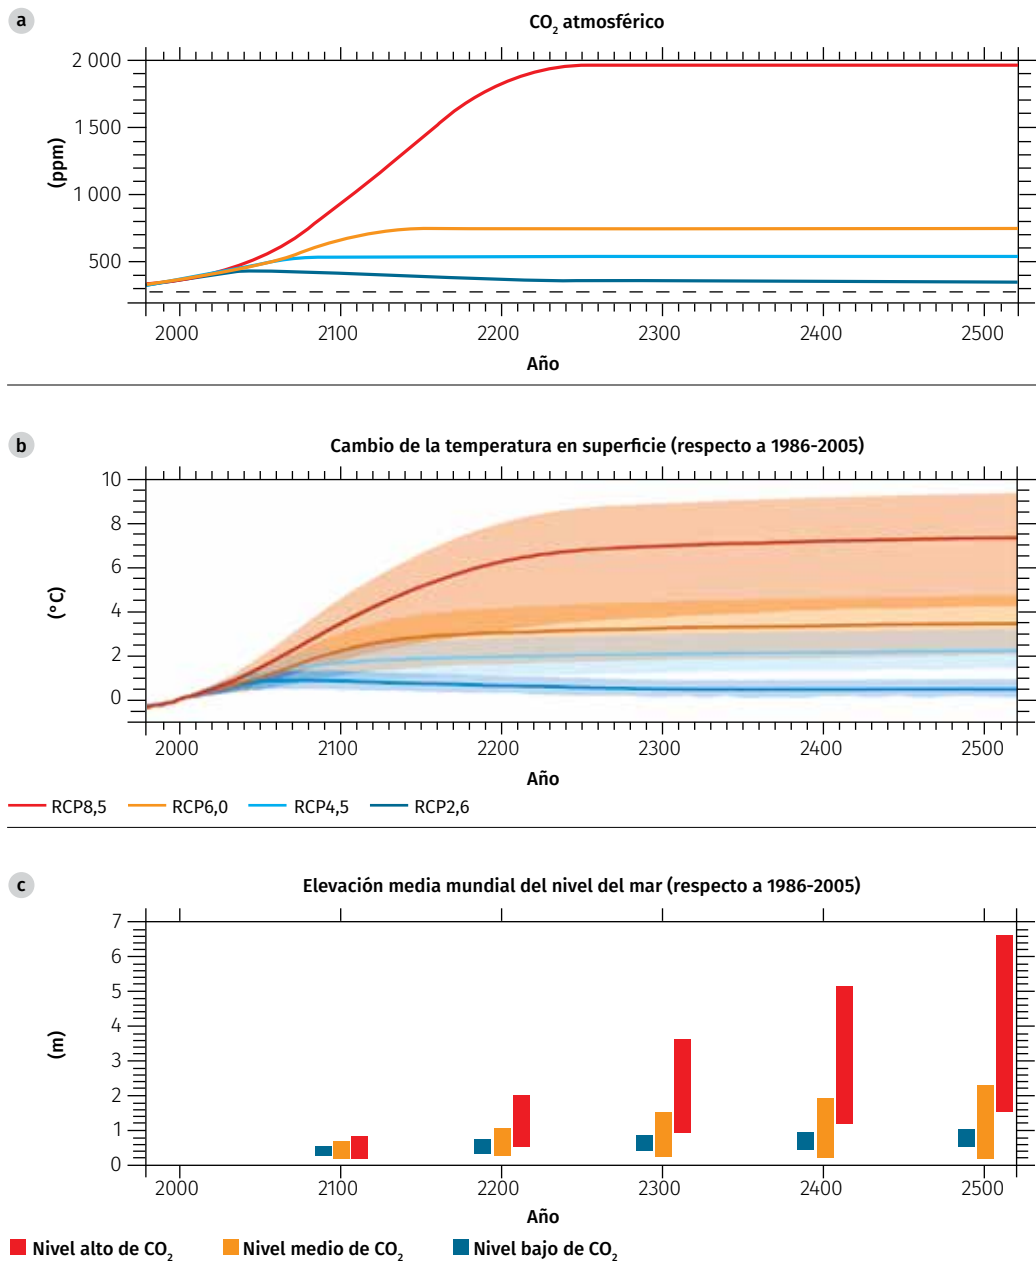 a
CO2 atmosférico
2 000
1 500
1 000
500
(ppm)
2000 2100 2200 2300 2400 2500
Año
b
Cambio de la temperatura en superficie (respecto a 1986-2005)
10
8
6
4
2
0
(°C)
2000 2100 2200 2300 2400 2500
Año
RCP8,5 RCP6,0 RCP4,5 RCP2,6
c
Elevación media mundial del nivel del mar (respecto a 1986-2005)
7
6
5
4
3
2
1
0
(m)
2000 2100 2200 2300 2400 2500
Año
Nivel alto de CO2 Nivel medio de CO2 Nivel bajo de CO2